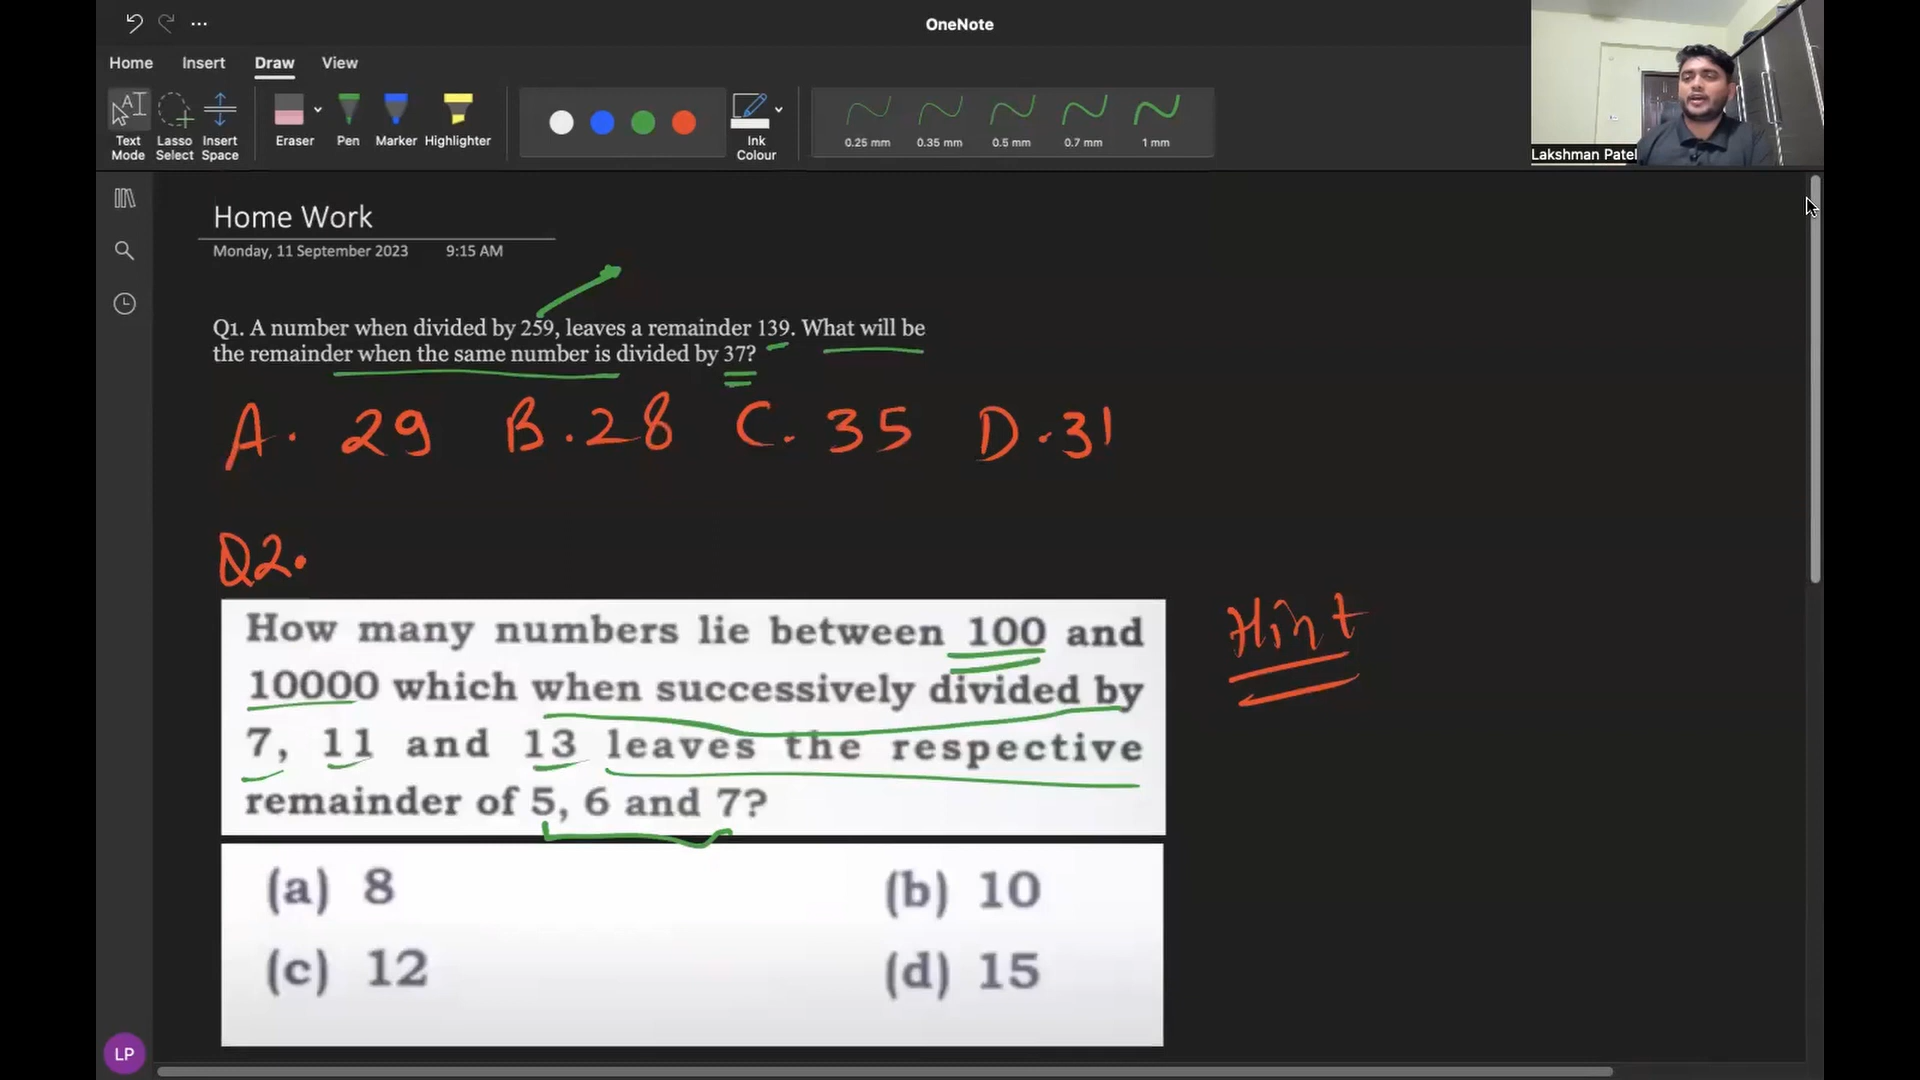 OneNote
Home Insert Draw View
Text Mode
Lasso Select
Insert Space
Eraser
Pen
Marker
Highlighter
Ink Colour
0.25 mm 0.35 mm 0.5 mm 0.7 mm 1 mm
Lakshman Patel
Home Work
Monday, 11 September 2023 9:15 AM
Q1. A number when divided by 259, leaves a remainder 139. What will be
the remainder when the same number is divided by 37?
A. 29 B. 28 C. 35 D. 31
Q2.
How many numbers lie between 100 and
10000 which when successively divided by
7, 11 and 13 leaves the respective
remainder of 5, 6 and 7?
Hint
(a) 8 (b) 10
(c) 12 (d) 15
LP